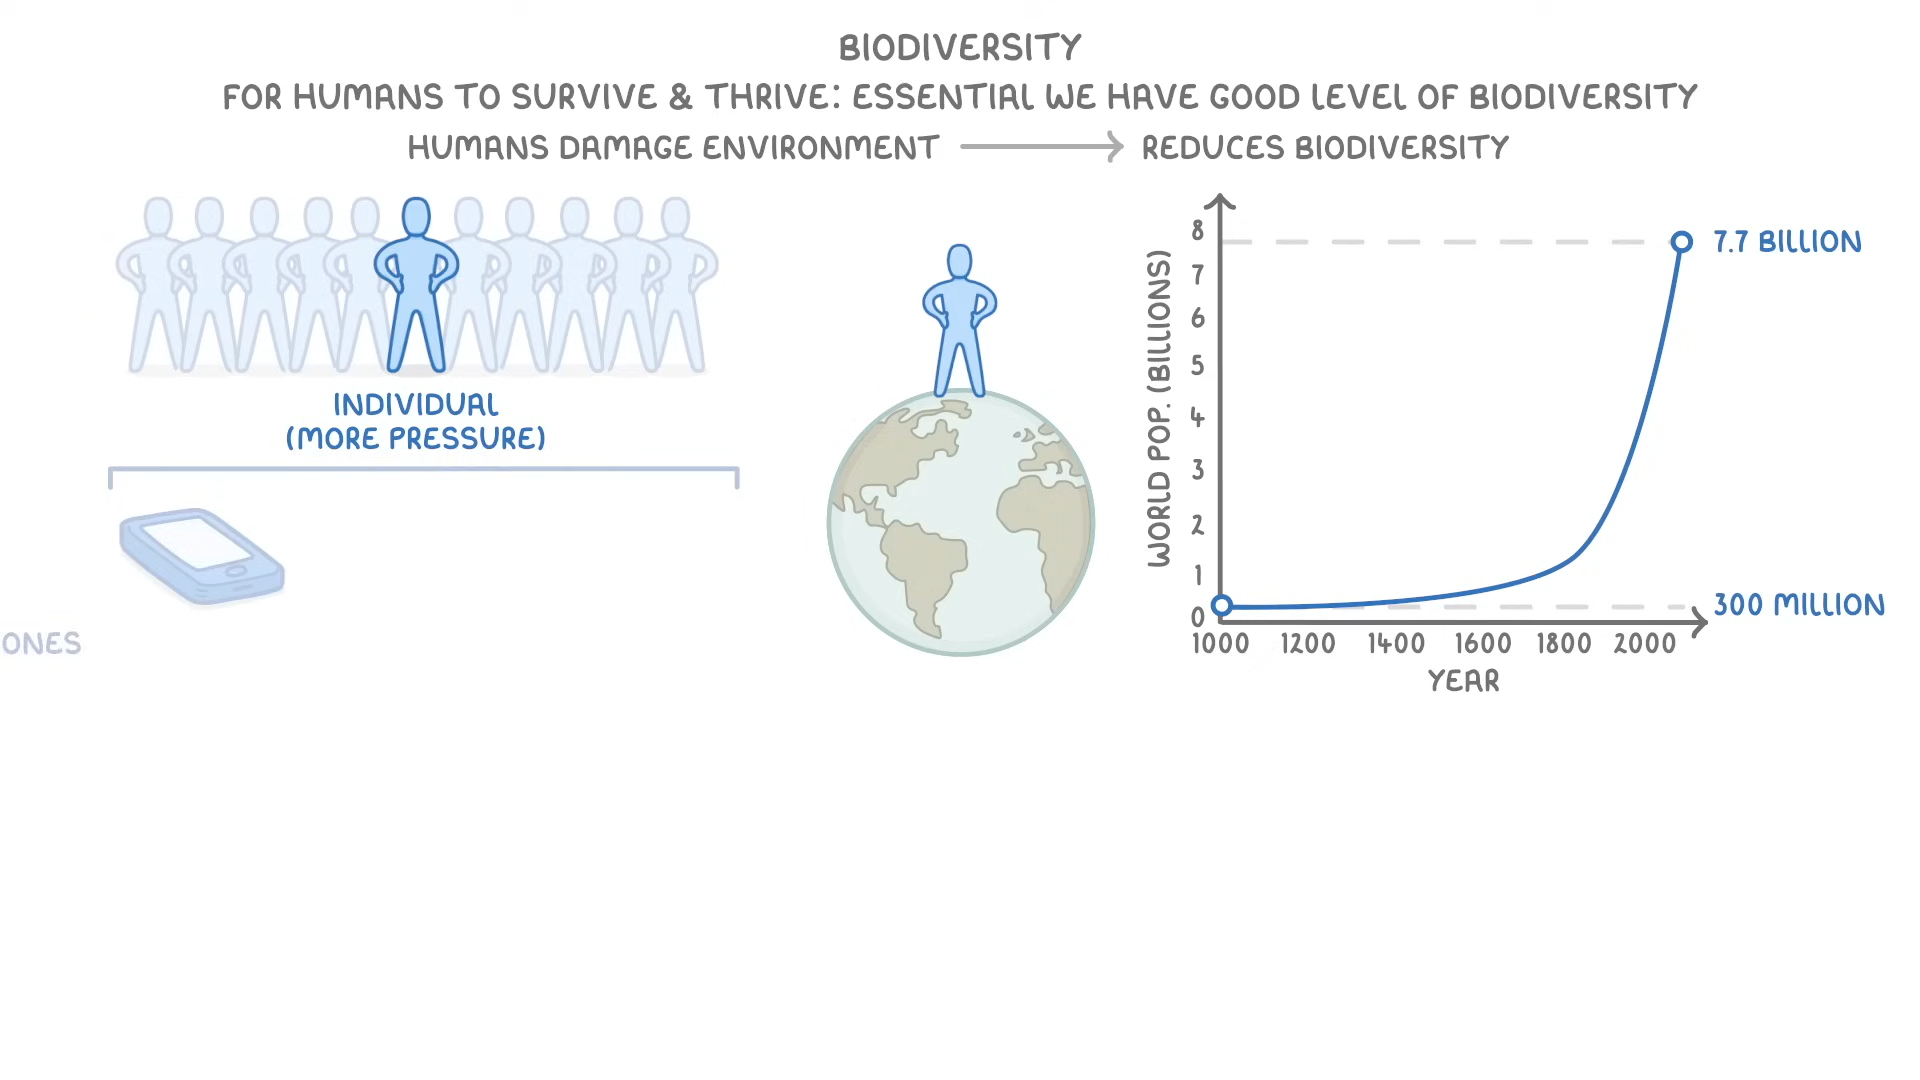 BIODIVERSITY
FOR HUMANS TO SURVIVE & THRIVE: ESSENTIAL WE HAVE GOOD LEVEL OF BIODIVERSITY
HUMANS DAMAGE ENVIRONMENT
REDUCES BIODIVERSITY
INDIVIDUAL
(MORE PRESSURE)
ONES
WORLD POP. (BILLIONS)
8
7
6
5
4
3
2
1
0
1000 1200 1400 1600 1800 2000
YEAR
7.7 BILLION
300 MILLION